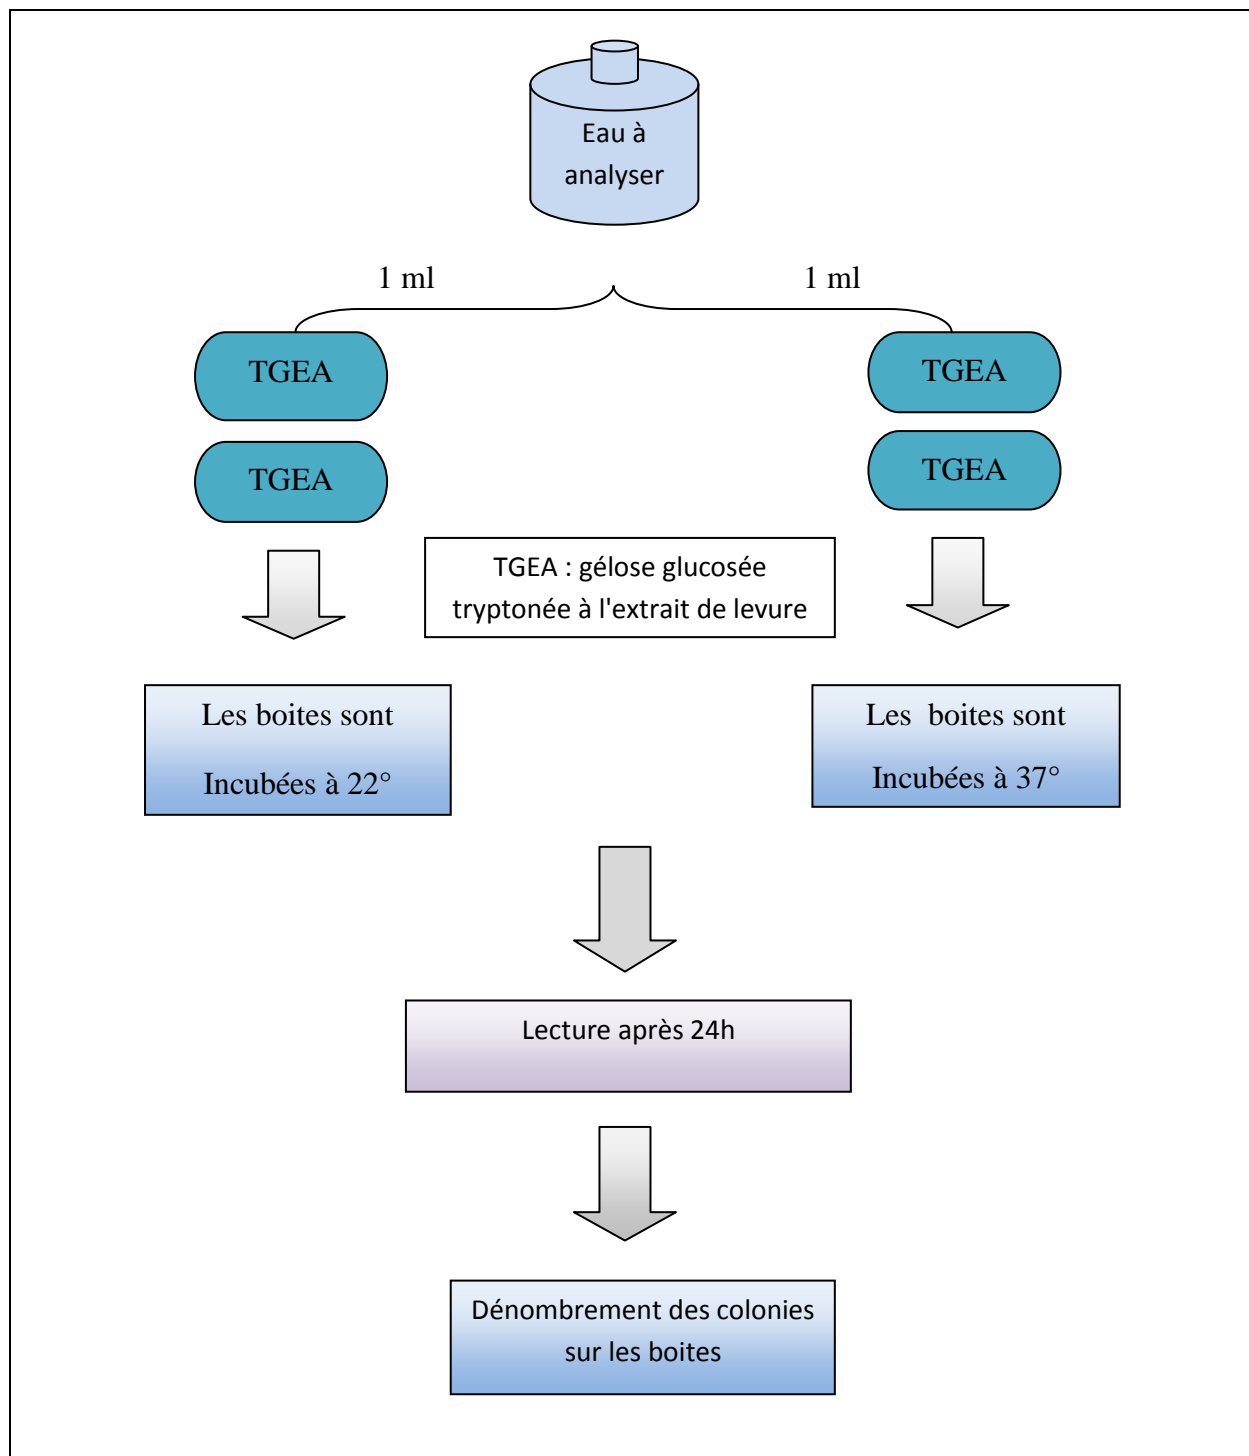 Eau à
analyser
1 ml
1 ml
TGEA
TGEA
TGEA
TGEA
TGEA : gélose glucosée
tryptonée à l'extrait de levure
Les boites sont
Incubées à 22°
Les  boites sont
Incubées à 37°
Lecture après 24h
Dénombrement des colonies
sur les boites